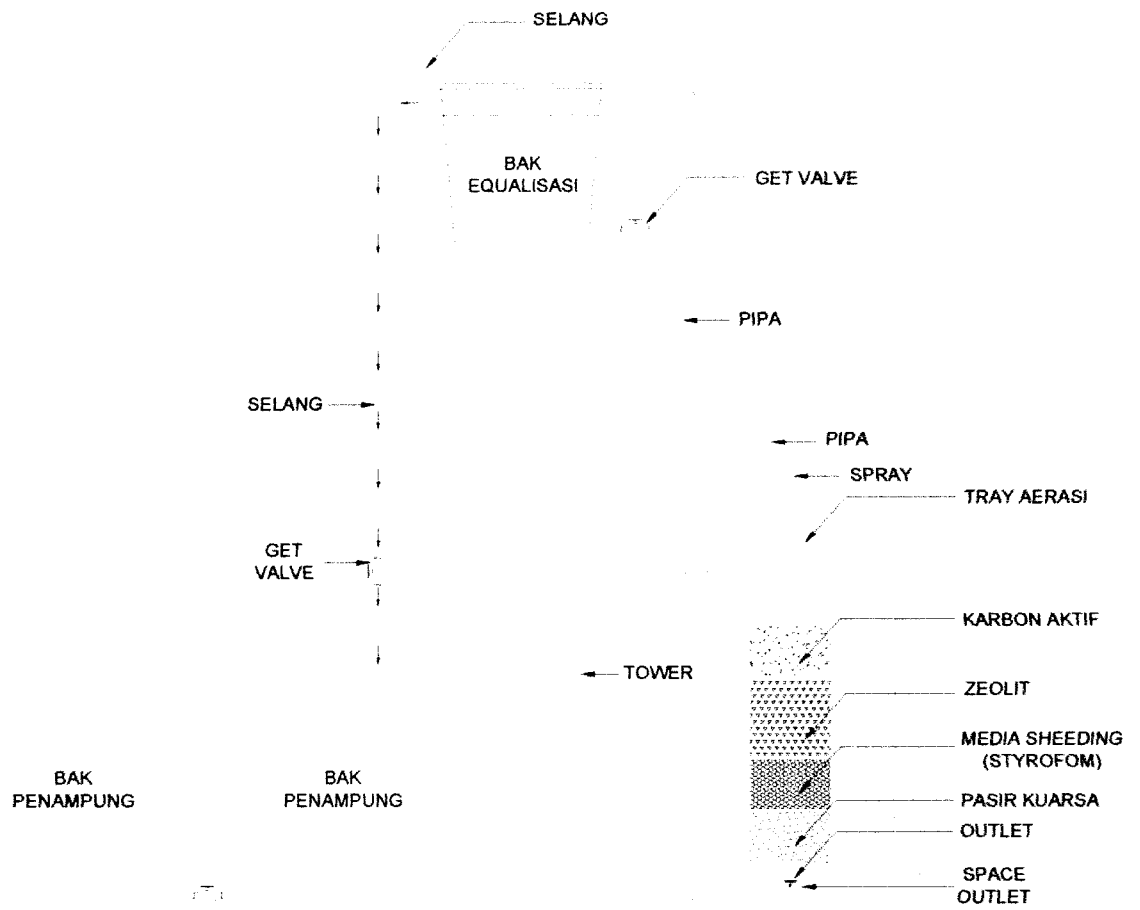 SELANG
BAK
EQUALISASI
GET VALVE
PIPA
SELANG
PIPA
SPRAY
TRAY AERASI
GET
VALVE
KARBON AKTIF
TOWER
ZEOLIT
MEDIA SHEEDING
(STYROFOM)
BAK
PENAMPUNG
BAK
PENAMPUNG
PASIR KUARSA
OUTLET
SPACE
OUTLET